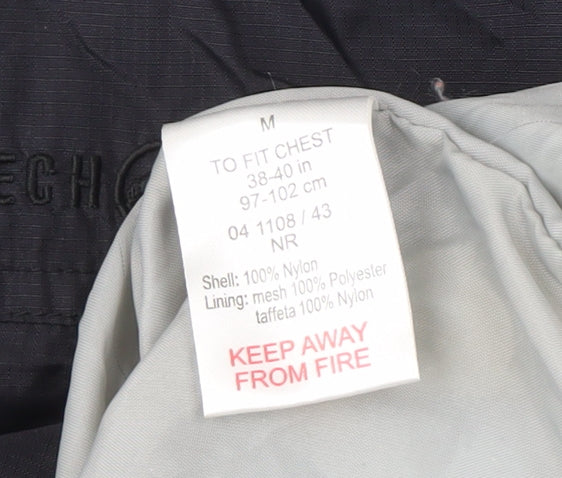 M
TO FIT CHEST
38-40 in
97-102 cm
04 1108 / 43
NR
Shell: 100% Nylon
Lining: mesh 100% Polyester
taffeta 100% Nylon
KEEP AWAY
FROM FIRE